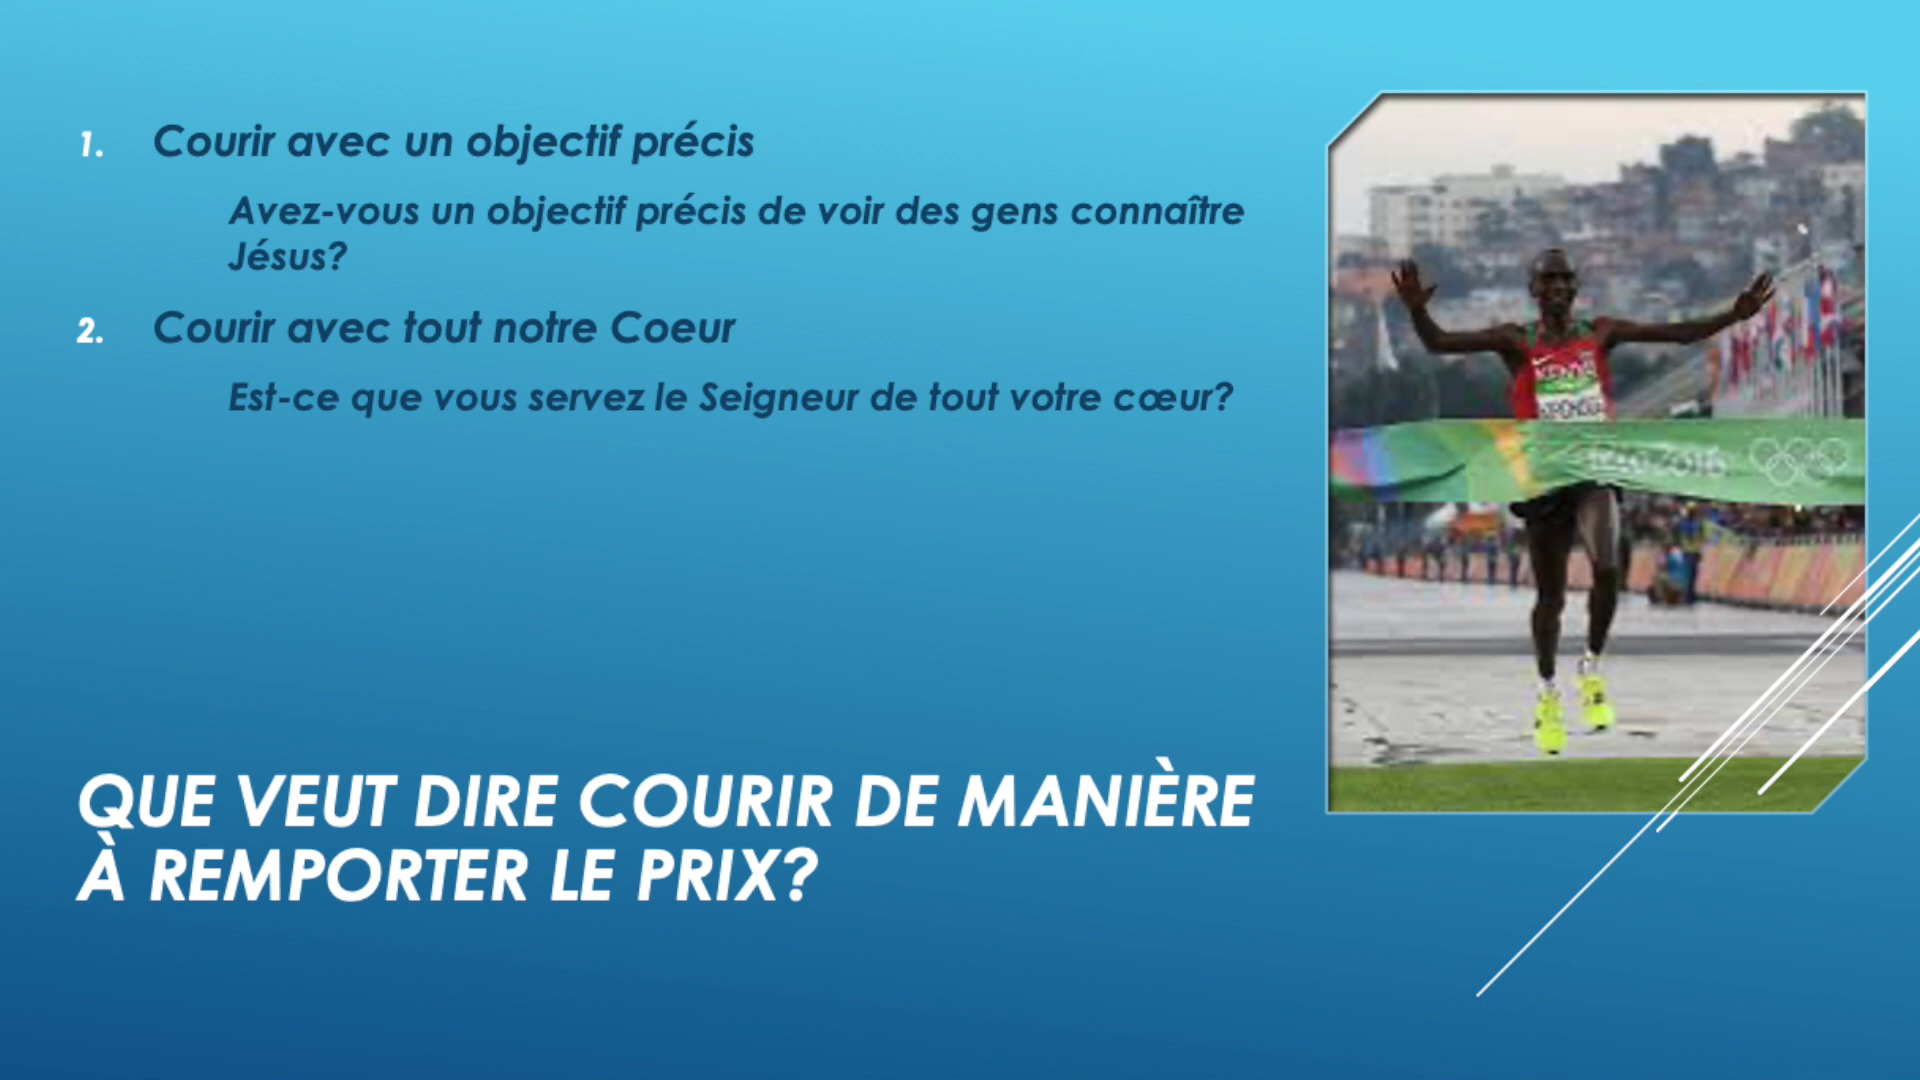 1. Courir avec un objectif précis
Avez-vous un objectif précis de voir des gens connaître
Jésus?
2. Courir avec tout notre Coeur
Est-ce que vous servez le Seigneur de tout votre cœur?
QUE VEUT DIRE COURIR DE MANIÈRE
À REMPORTER LE PRIX?
KENYA